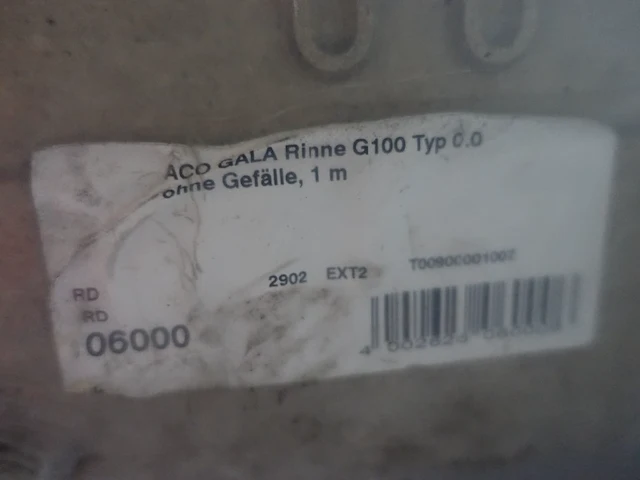 ACO GALA Rinne G100 Typ 0.0
ohne Gefälle, 1 m
RD
RD
06000
2902 EXT2